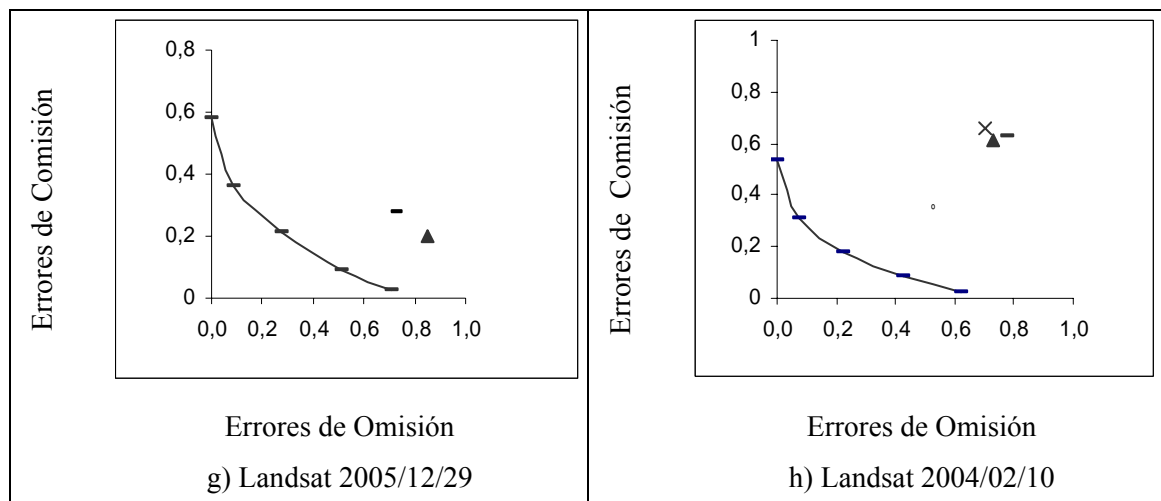 Errores de Comisión
0,8
0,6
0,4
0,2
0
0,0 0,2 0,4 0,6 0,8 1,0
Errores de Omisión
g) Landsat 2005/12/29
Errores de Comisión
1
0,8
0,6
0,4
0,2
0
0,0 0,2 0,4 0,6 0,8 1,0
Errores de Omisión
h) Landsat 2004/02/10